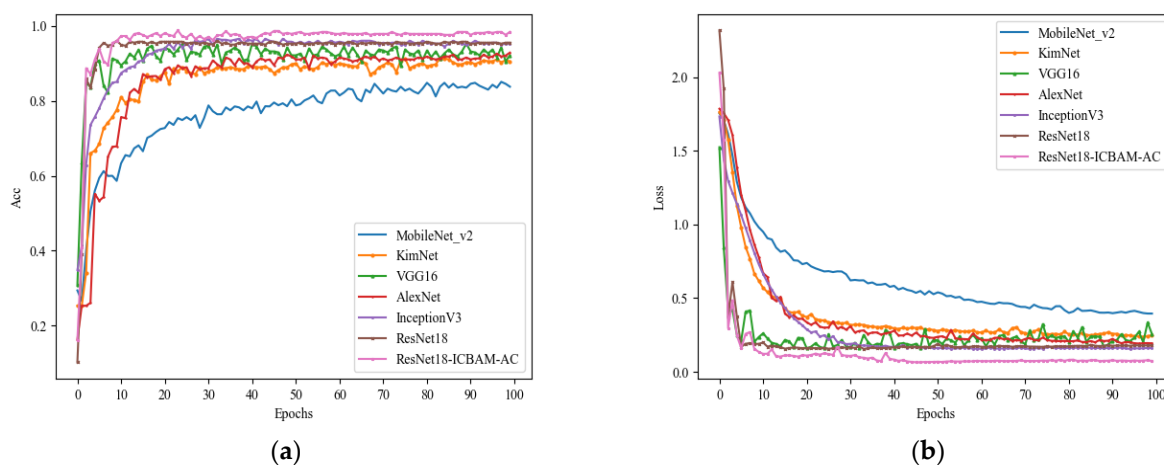 1.0
0.8
0.6
0.4
0.2
Acc
MobileNet_v2
KimNet
VGG16
AlexNet
InceptionV3
ResNet18
ResNet18-ICBAM-AC
0 10 20 30 40 50 60 70 80 90 100
Epochs
(a)
2.0
1.5
1.0
0.5
0.0
Loss
MobileNet_v2
KimNet
VGG16
AlexNet
InceptionV3
ResNet18
ResNet18-ICBAM-AC
0 10 20 30 40 50 60 70 80 90 100
Epochs
(b)